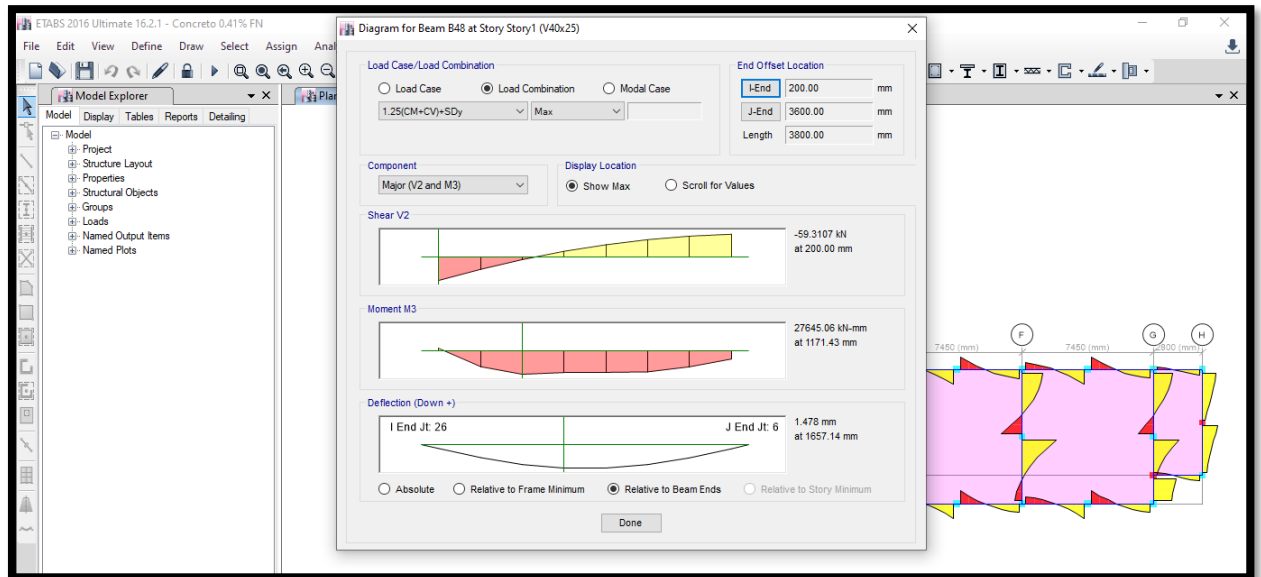 ETABS 2016 Ultimate 16.2.1 - Concreto 0.41% FN
File Edit View Define Draw Select Assign Anal
Model Explorer
Model Display Tables Reports Detailing
Model
Project
Structure Layout
Properties
Structural Objects
Groups
Loads
Named Output Items
Named Plots
Plan
Diagram for Beam B48 at Story Story1 (V40x25)
Load Case/Load Combination
Load Case Load Combination Modal Case
1.25(CM+CV)+SDy Max
End Offset Location
I-End 200.00 mm
J-End 3600.00 mm
Length 3800.00 mm
Component
Major (V2 and M3)
Display Location
Show Max Scroll for Values
Shear V2
-59.3107 kN
at 200.00 mm
Moment M3
27645.06 kN-mm
at 1171.43 mm
Deflection (Down +)
I End Jt: 26 J End Jt: 6
1.478 mm
at 1657.14 mm
Absolute Relative to Frame Minimum Relative to Beam Ends Relative to Story Minimum
Done
F G H
7450 (mm) 7450 (mm) 2800 (mm)